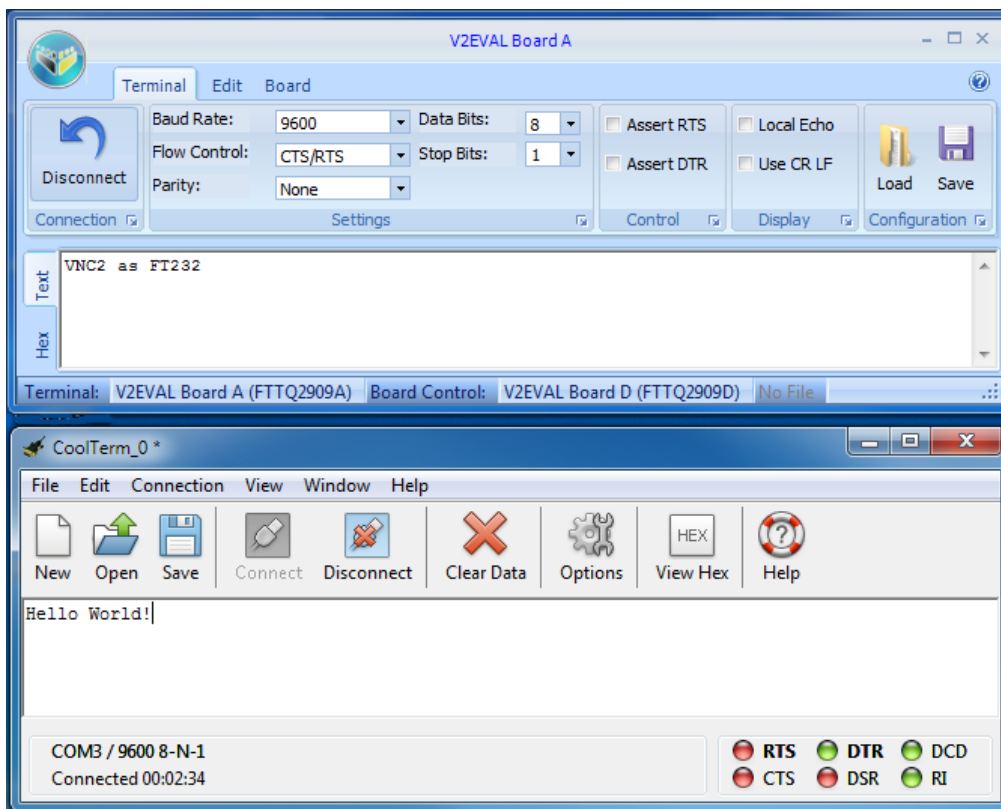 V2EVAL Board A
Terminal Edit Board
Baud Rate: 9600 Data Bits: 8 Assert RTS Local Echo
Flow Control: CTS/RTS Stop Bits: 1 Assert DTR Use CR LF
Disconnect Parity: None Load Save
Connection Settings Control Display Configuration
Text
VNC2 as FT232
Hex
Terminal: V2EVAL Board A (FTTQ2909A) Board Control: V2EVAL Board D (FTTQ2909D) No File
CoolTerm_0 *
File Edit Connection View Window Help
HEX
New Open Save Connect Disconnect Clear Data Options View Hex Help
Hello World!
COM3 / 9600 8-N-1 RTS DTR DCD
Connected 00:02:34 CTS DSR RI